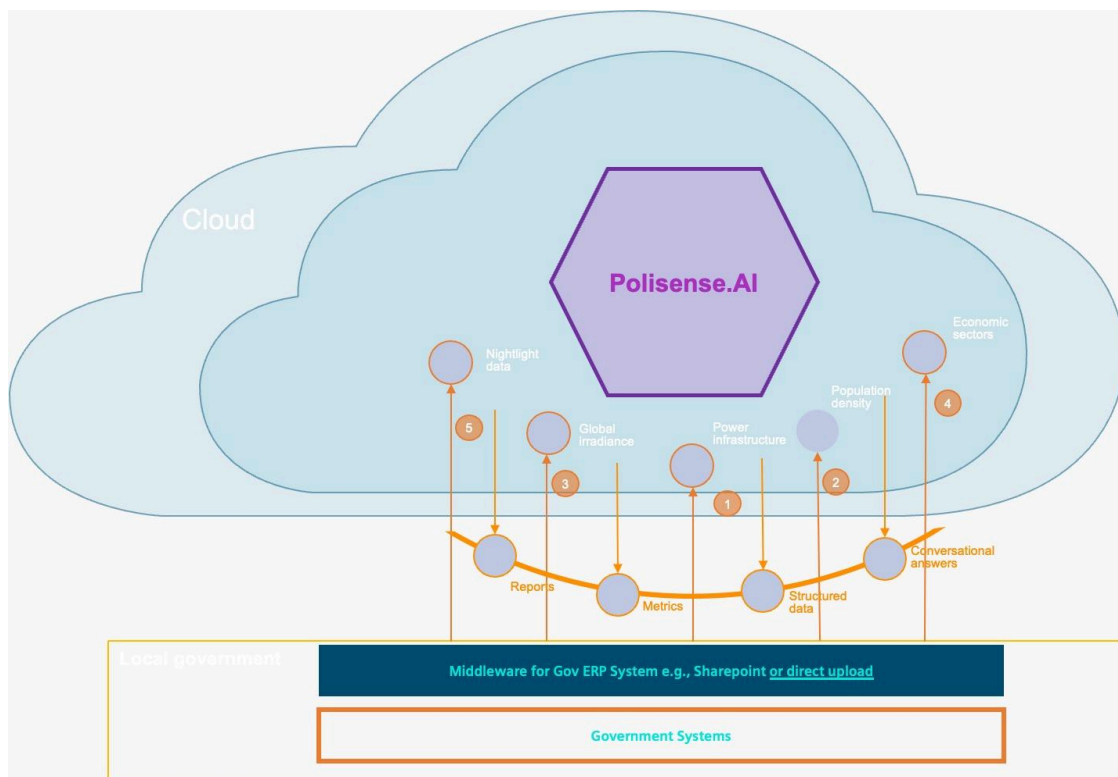 Cloud
Polisense.AI
Economic
sectors
Nightlight
data
Population
density
4
5
Global
irradiance
Power
infrastructure
3
2
1
Conversational
answers
Reports
Metrics
Structured
data
Local government
Middleware for Gov ERP System e.g., Sharepoint or direct upload
Government Systems